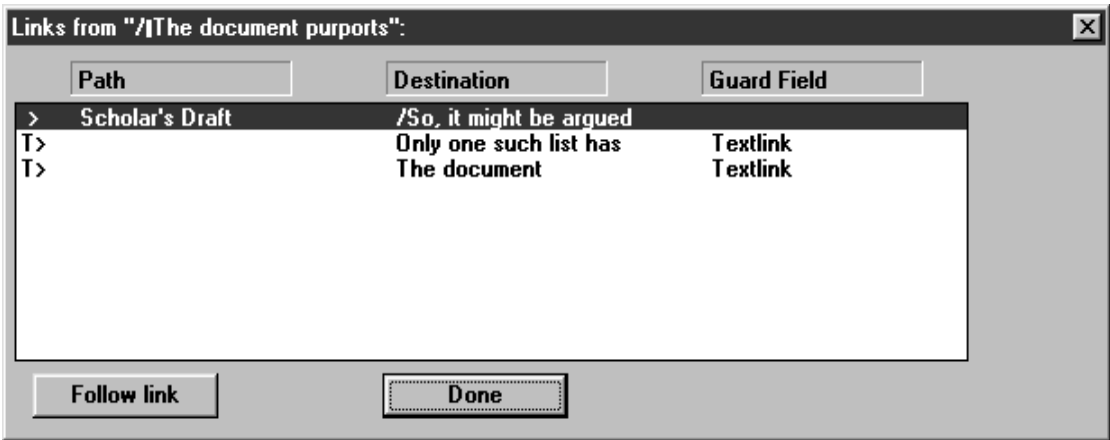 Links from "/|The document purports":
Path Destination Guard Field
> Scholar's Draft /So, it might be argued
T> Only one such list has Textlink
T> The document Textlink
Follow link Done